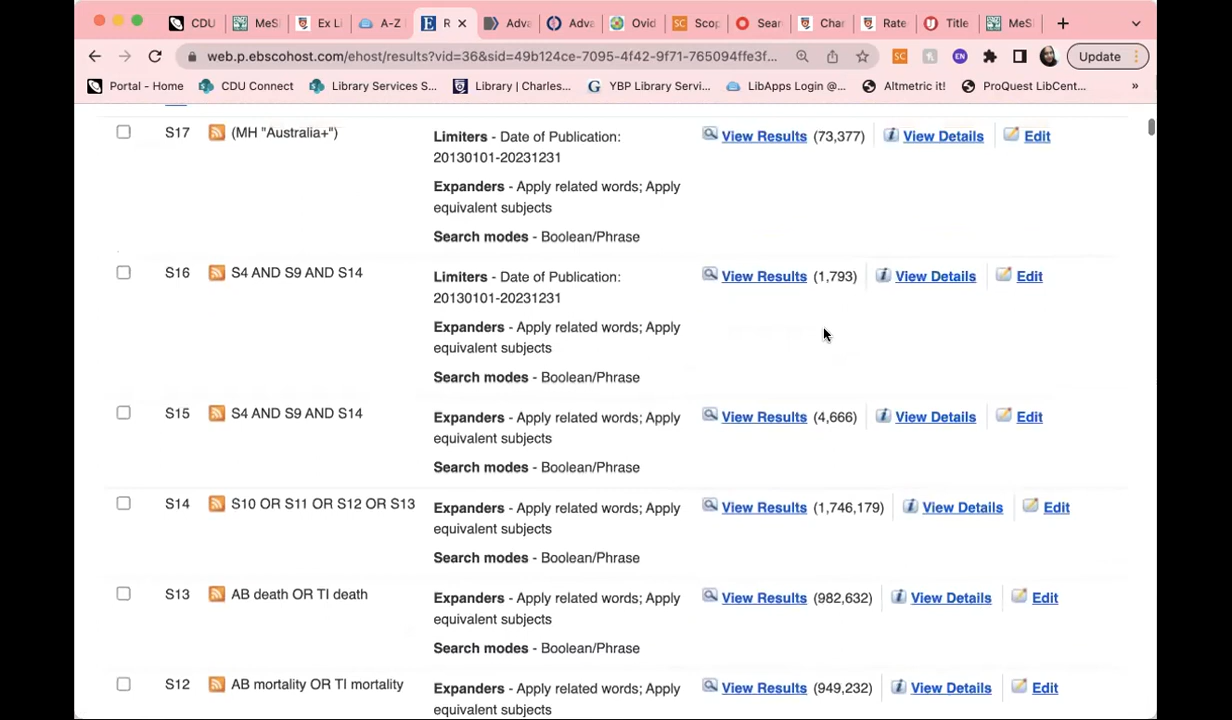 CDU
MeSH
Ex Li
A-Z
R
Adva
Adva
Ovid
Scop
Sear
Char
Rate
Title
MeSH
web.p.ebscohost.com/ehost/results?vid=36&sid=49b124ce-7095-4f42-9f71-765094ffe3f...
SC
EN
Update
Portal - Home
CDU Connect
Library Services S...
Library | Charles...
YBP Library Servi...
LibApps Login @...
Altmetric it!
ProQuest LibCent...
»
S17 (MH "Australia+") Limiters - Date of Publication: View Results (73,377) View Details Edit
20130101-20231231
Expanders - Apply related words; Apply
equivalent subjects
Search modes - Boolean/Phrase
S16 S4 AND S9 AND S14 Limiters - Date of Publication: View Results (1,793) View Details Edit
20130101-20231231
Expanders - Apply related words; Apply
equivalent subjects
Search modes - Boolean/Phrase
S15 S4 AND S9 AND S14 Expanders - Apply related words; Apply View Results (4,666) View Details Edit
equivalent subjects
Search modes - Boolean/Phrase
S14 S10 OR S11 OR S12 OR S13 Expanders - Apply related words; Apply View Results (1,746,179) View Details Edit
equivalent subjects
Search modes - Boolean/Phrase
S13 AB death OR TI death Expanders - Apply related words; Apply View Results (982,632) View Details Edit
equivalent subjects
Search modes - Boolean/Phrase
S12 AB mortality OR TI mortality Expanders - Apply related words; Apply View Results (949,232) View Details Edit
equivalent subjects